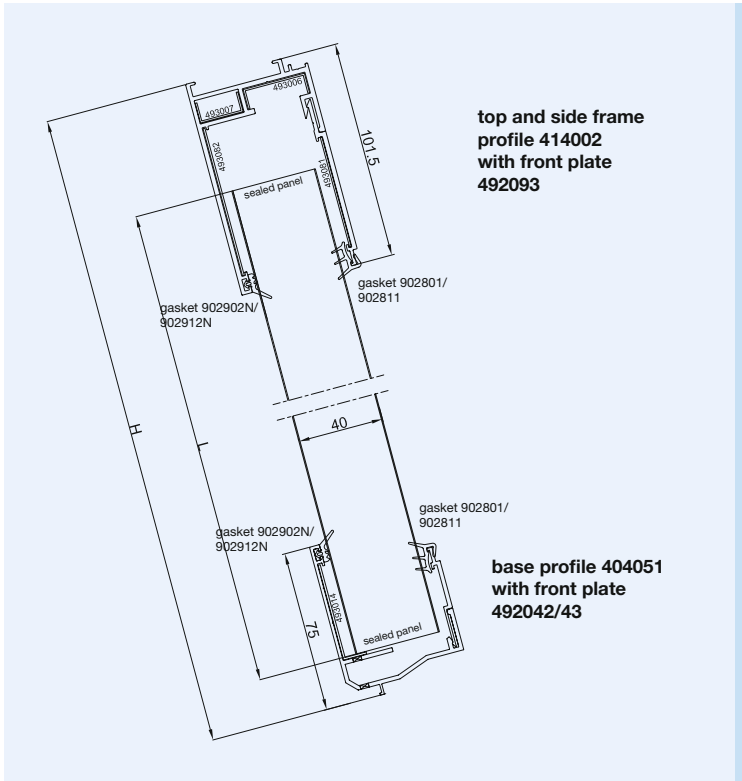 493006
493007
top and side frame
profile 414002
with front plate
492093
101.5
493082
493081
sealed panel
gasket 902801/
902811
gasket 902902N/
902912N
40
H
L
gasket 902801/
902811
gasket 902902N/
902912N
base profile 404051
with front plate
492042/43
493014
75
sealed panel